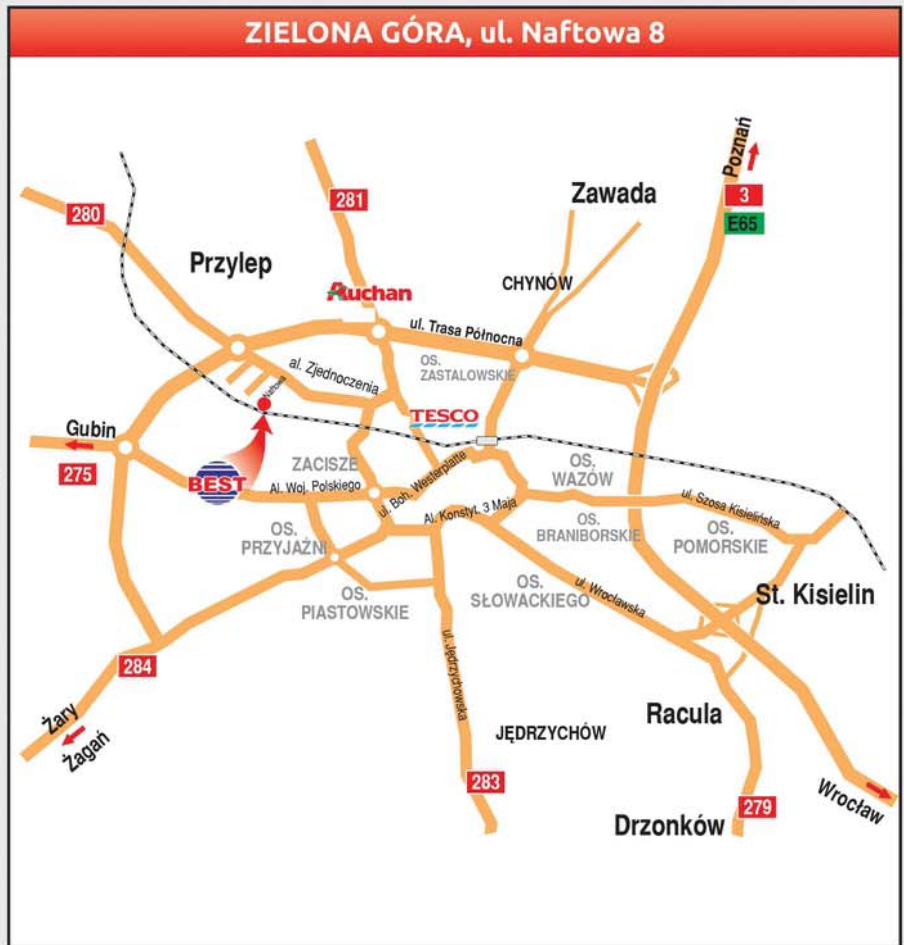 ZIELONA GÓRA, ul. Naftowa 8
Poznań
3
E65
Zawada
281
280
Przylep
CHYNÓW
Auchan
ul. Trasa Północna
OS.
ZASTALOWSKIE
al. Zjednoczenia
Naftowa
TESCO
Gubin
275
BEST
ZACISZE
Al. Woj. Polskiego
ul. Boh. Westerplatte
OS.
WAZÓW
Al. Konstyt. 3 Maja
ul. Szosa Kisielińska
OS.
BRANIBORSKIE
OS.
POMORSKIE
OS.
PRZYJAŹNI
OS.
PIASTOWSKIE
OS.
SŁOWACKIEGO
ul. Wrocławska
St. Kisielin
284
ul. Jędrzychowska
Żary
Żagań
Racula
JĘDRZYCHÓW
283
279
Wrocław
Drzonków